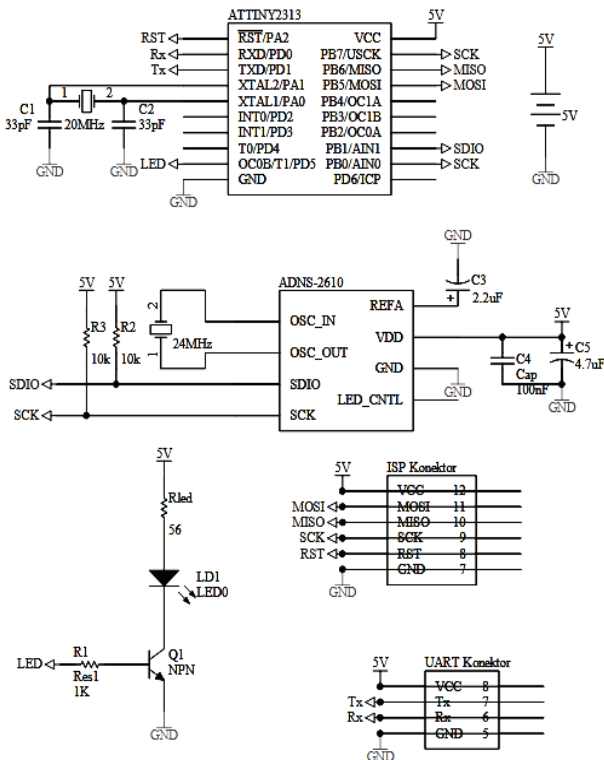 ATTINY2313
5V
RST RST/PA2 VCC
Rx RXD/PD0 PB7/USCK SCK
Tx TXD/PD1 PB6/MISO MISO
XTAL2/PA1 PB5/MOSI MOSI
1 2 XTAL1/PA0 PB4/OC1A
C1 C2
33pF 20MHz 33pF
INT0/PD2 PB3/OC1B
INT1/PD3 PB2/OC0A
T0/PD4 PB1/AIN1 SDIO
LED OC0B/T1/PD5 PB0/AIN0 SCK
GND PD6/ICP
GND GND
GND
5V
5V
GND
ADNS-2610
GND
C3
2.2uF
+
REFA
5V 5V
R3 R2
10k 10k
2
24MHz
1
OSC_IN
OSC_OUT
SDIO SDIO
SCK SCK
VDD
GND
LED_CNTL
GND
5V
C4
Cap
100nF
+ C5
4.7uF
GND
5V
Rled
56
LD1
LED0
LED
R1
Res1
1K
Q1
NPN
GND
5V
ISP Konektor
VCC 12
MOSI MOSI 11
MISO MISO 10
SCK SCK 9
RST RST 8
GND 7
GND
5V
UART Konektor
VCC 8
Tx Tx 7
Rx Rx 6
GND 5
GND